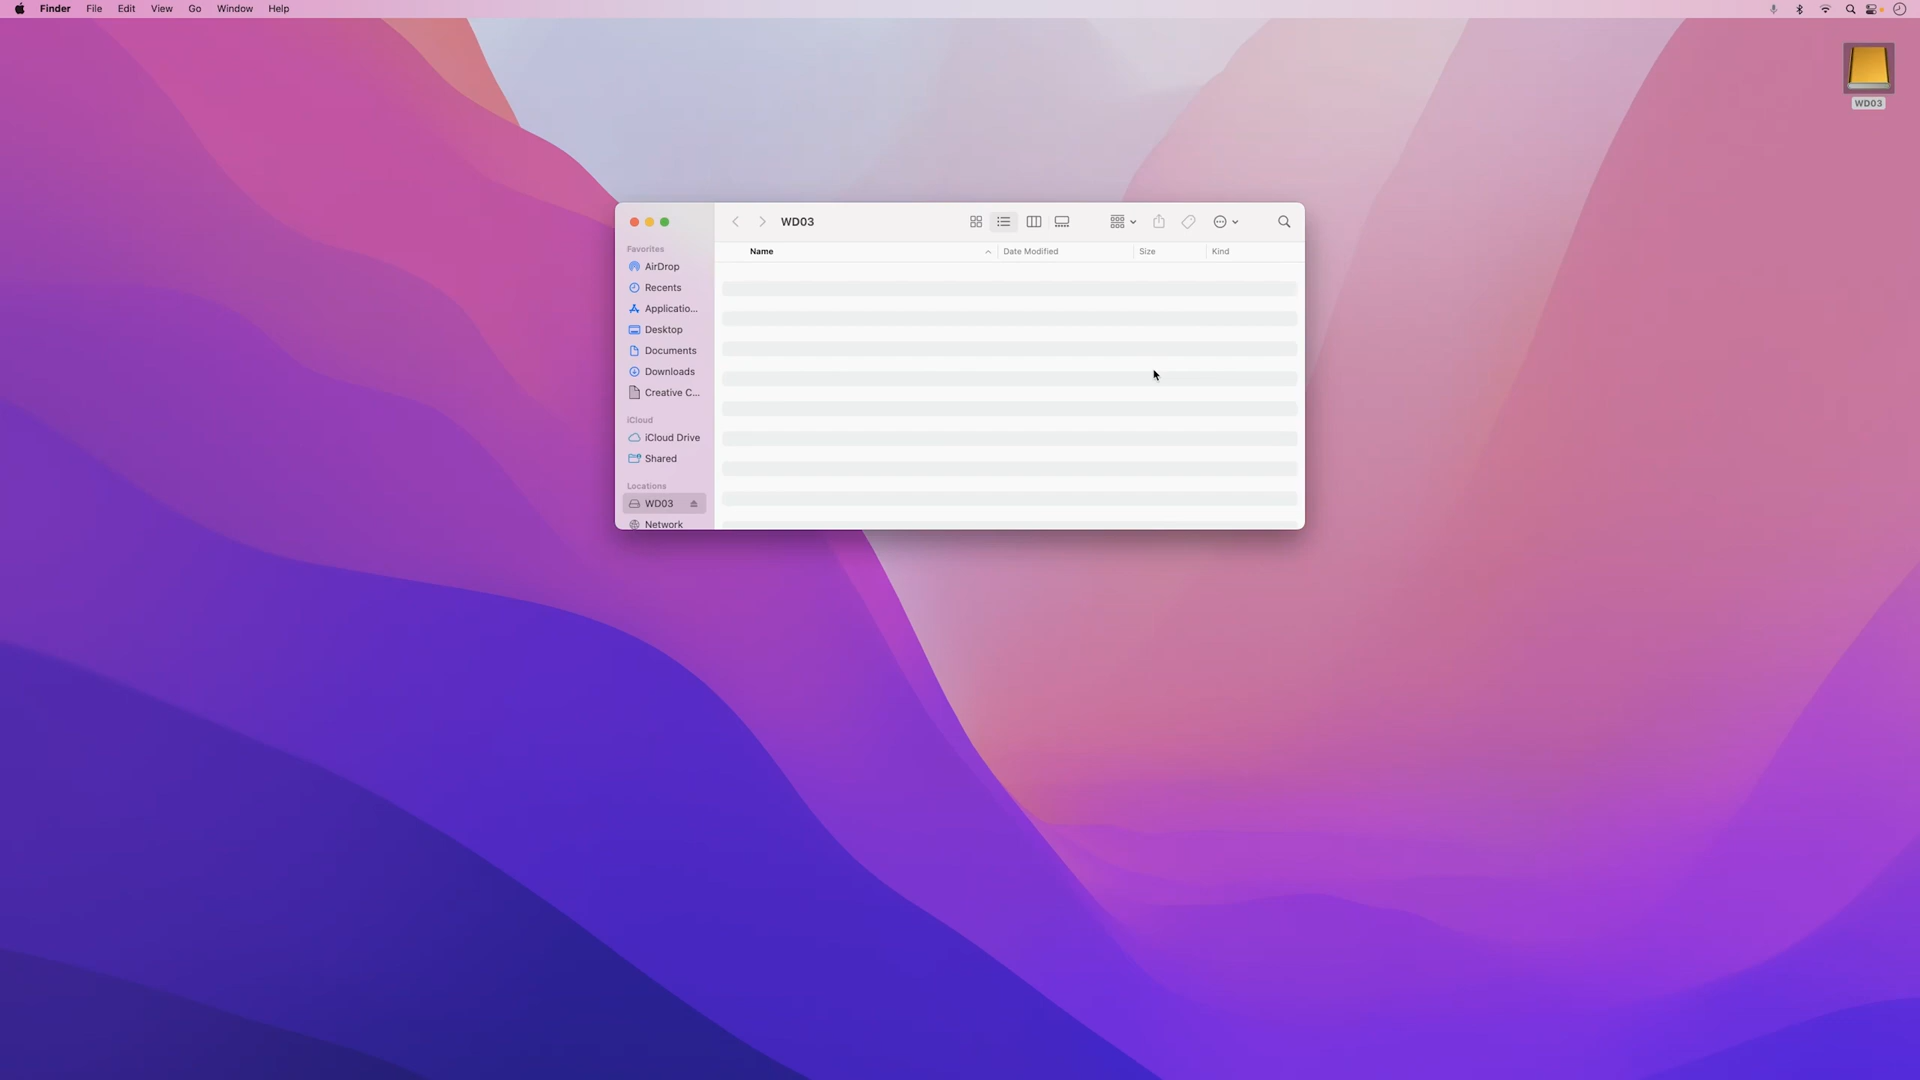 Finder File Edit View Go Window Help
WD03
WD03
Name Date Modified Size Kind
Favorites
AirDrop
Recents
Applicatio...
Desktop
Documents
Downloads
Creative C...
iCloud
iCloud Drive
Shared
Locations
WD03
Network